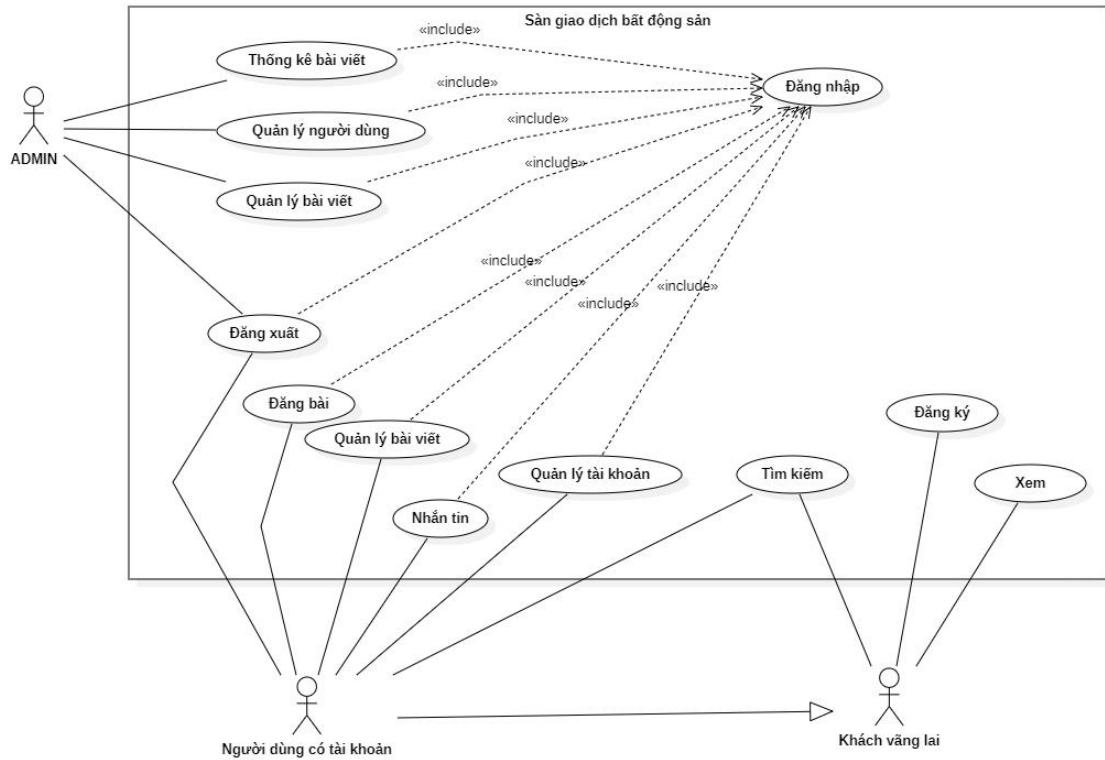 Sàn giao dịch bất động sản
«include»
Thống kê bài viết
«include»
Đăng nhập
«include»
Quản lý người dùng
ADMIN
«include»
Quản lý bài viết
«include»
«include»
«include»
«include»
Đăng xuất
Đăng bài
Đăng ký
Quản lý bài viết
Quản lý tài khoản
Tìm kiếm
Xem
Nhắn tin
Người dùng có tài khoản
Khách vãng lai